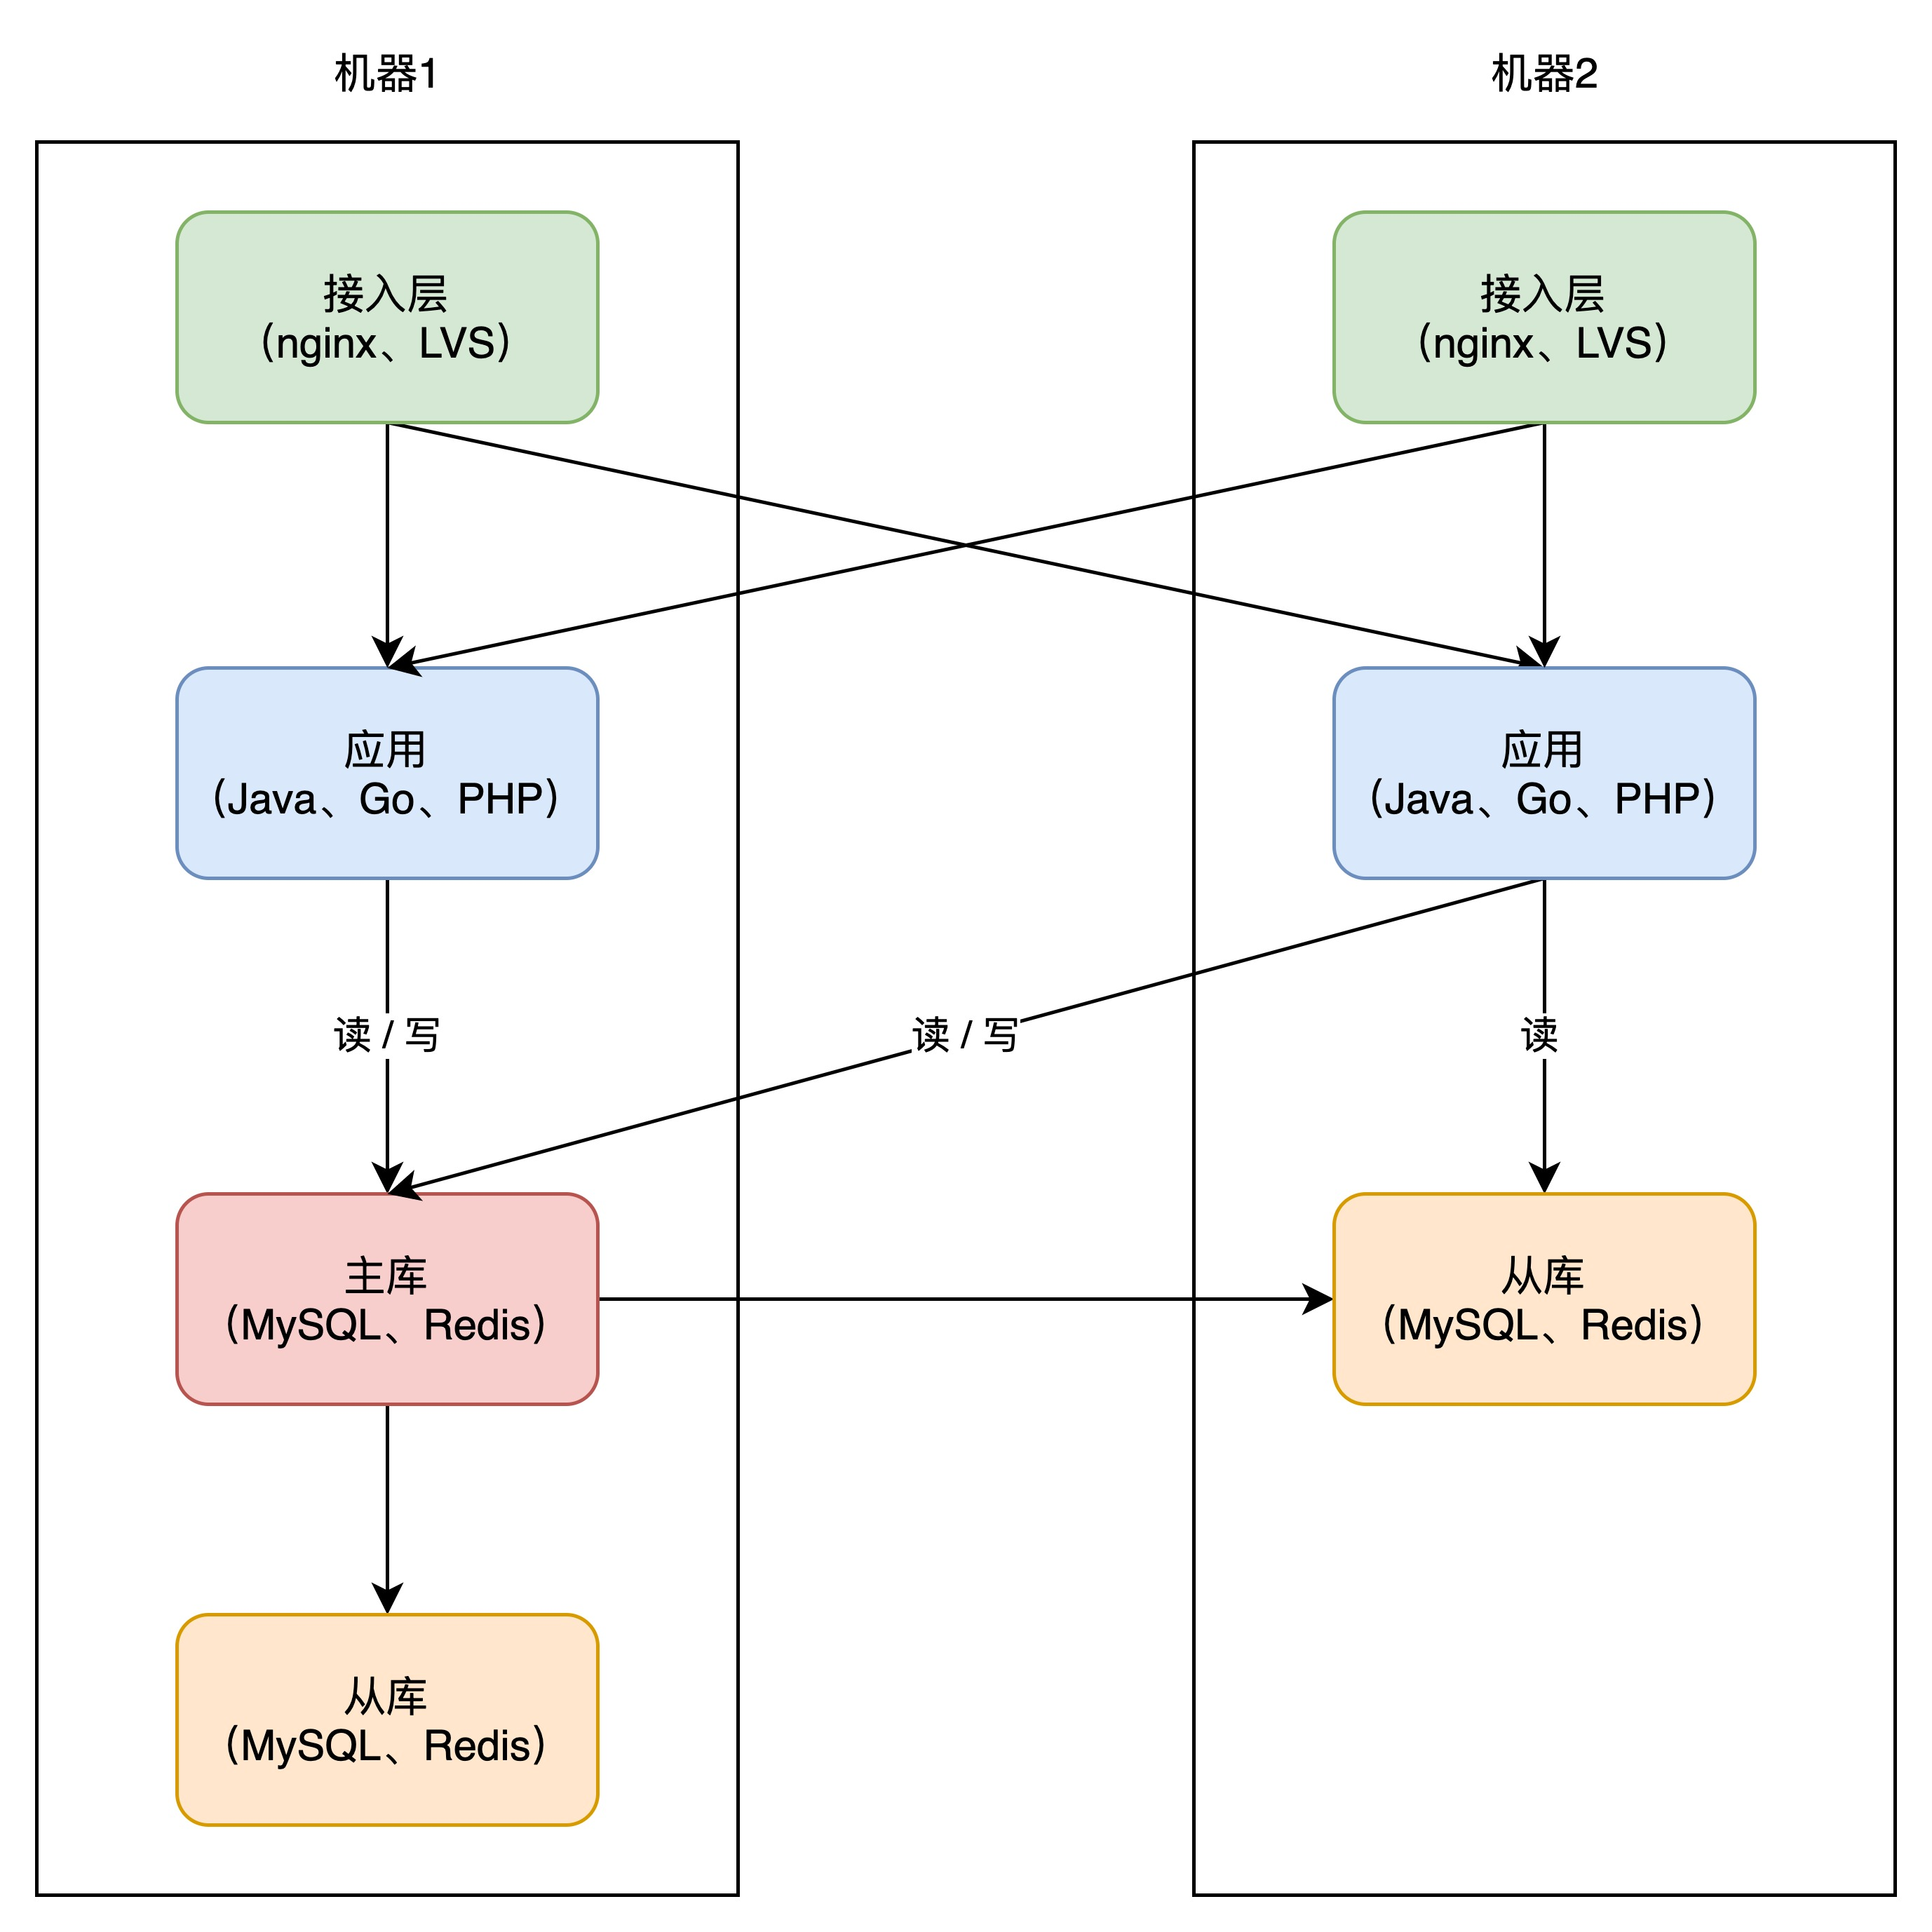 机器1
机器2
接入层
(nginx、LVS)
接入层
(nginx、LVS)
应用
(Java、Go、PHP)
应用
(Java、Go、PHP)
读 / 写
读 / 写
读
主库
(MySQL、Redis)
从库
(MySQL、Redis)
从库
(MySQL、Redis)